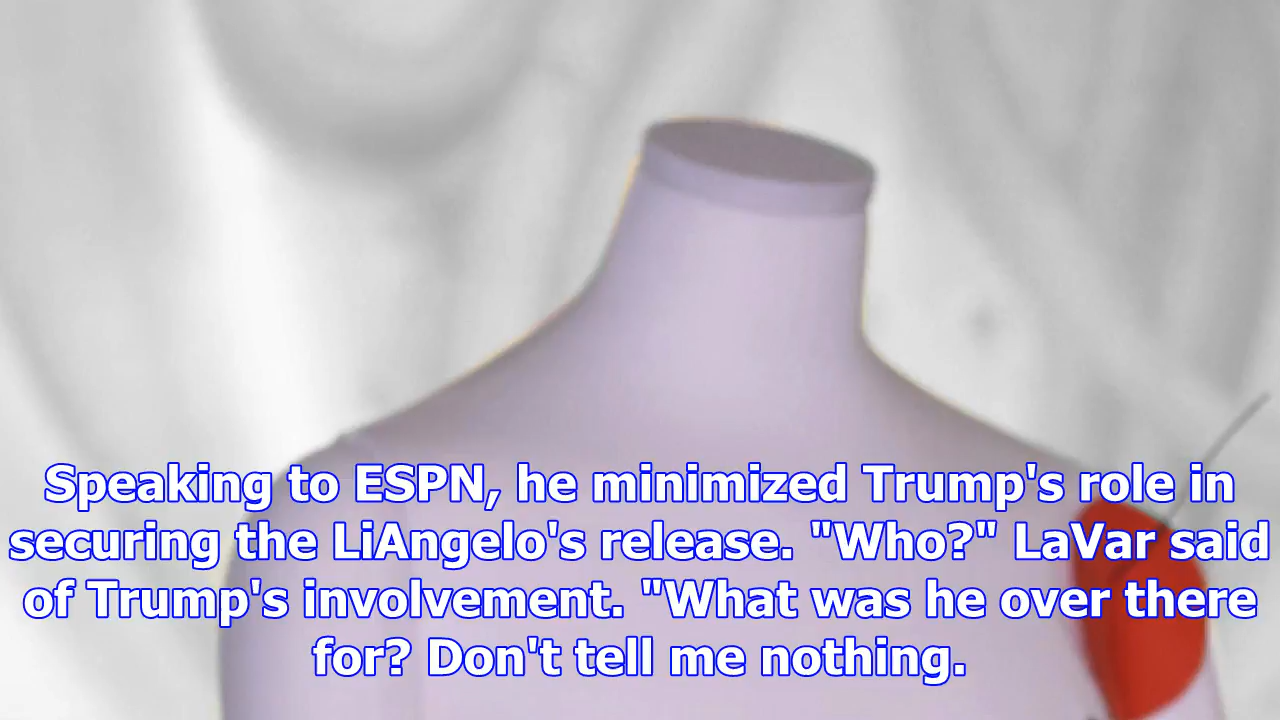 Speaking to ESPN, he minimized Trump's role in
securing the LiAngelo's release. "Who?" LaVar said
of Trump's involvement. "What was he over there
for? Don't tell me nothing.